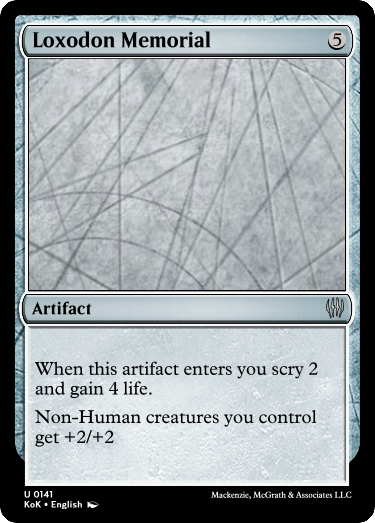 Loxodon Memorial 5
Artifact
When this artifact enters you scry 2
and gain 4 life.
Non-Human creatures you control
get +2/+2
U 0141
KoK • English
Mackenzie, McGrath & Associates LLC